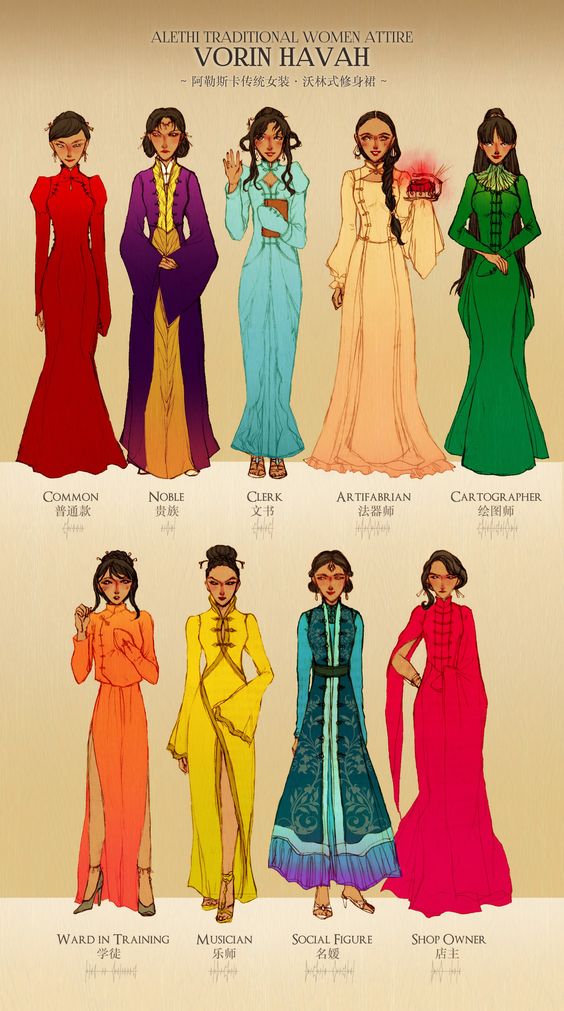 ALETHI TRADITIONAL WOMEN ATTIRE
VORIN HAVAH
~ 阿勒斯卡传统女装 · 沃林式修身裙 ~
COMMON NOBLE CLERK ARTIFABRIAN CARTOGRAPHER
普通款 贵族 文书 法器师 绘图师
WARD IN TRAINING MUSICIAN SOCIAL FIGURE SHOP OWNER
学徒 乐师 名媛 店主